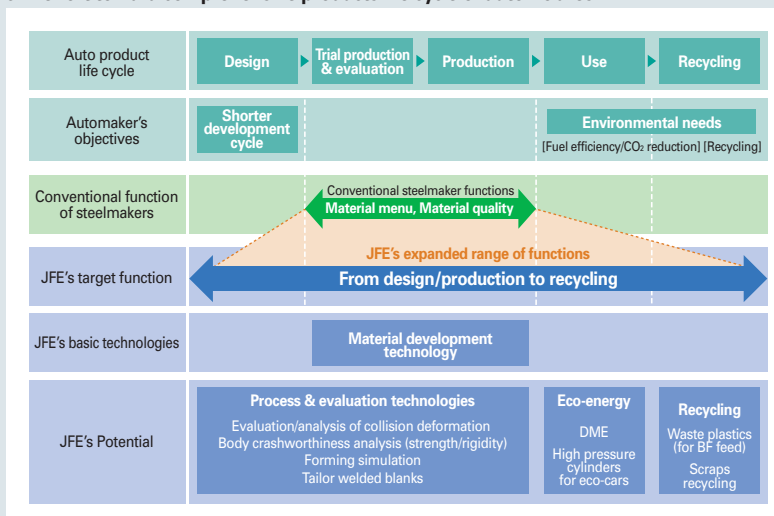 Auto product
life cycle
Design
Trial production
& evaluation
Production
Use
Recycling
Automaker's
objectives
Shorter
development
cycle
Environmental needs
[Fuel efficiency/CO₂ reduction] [Recycling]
Conventional function
of steelmakers
Conventional steelmaker functions
Material menu, Material quality
JFE's target function
JFE's expanded range of functions
From design/production to recycling
JFE's basic technologies
Material development
technology
JFE's Potential
Process & evaluation technologies
Evaluation/analysis of collision deformation
Body crashworthiness analysis (strength/rigidity)
Forming simulation
Tailor welded blanks
Eco-energy
DME
High pressure
cylinders
for eco-cars
Recycling
Waste plastics
(for BF feed)
Scraps
recycling